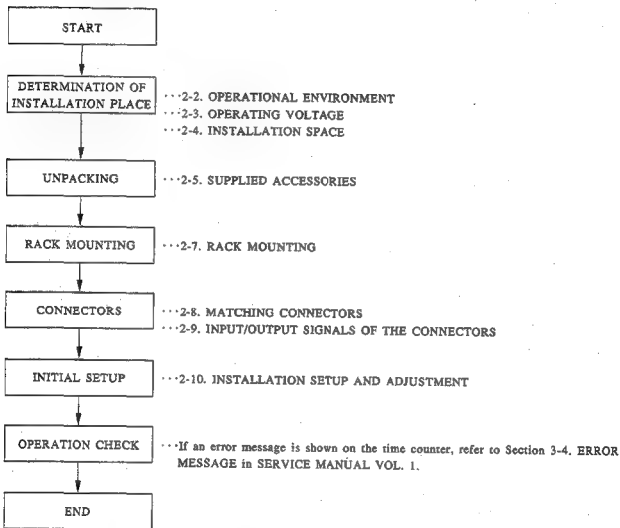 START
DETERMINATION OF
INSTALLATION PLACE
···2-2. OPERATIONAL ENVIRONMENT
···2-3. OPERATING VOLTAGE
···2-4. INSTALLATION SPACE
UNPACKING
···2-5. SUPPLIED ACCESSORIES
RACK MOUNTING
···2-7. RACK MOUNTING
CONNECTORS
···2-8. MATCHING CONNECTORS
···2-9. INPUT/OUTPUT SIGNALS OF THE CONNECTORS
INITIAL SETUP
···2-10. INSTALLATION SETUP AND ADJUSTMENT
OPERATION CHECK
···If an error message is shown on the time counter, refer to Section 3-4. ERROR
MESSAGE in SERVICE MANUAL VOL. 1.
END